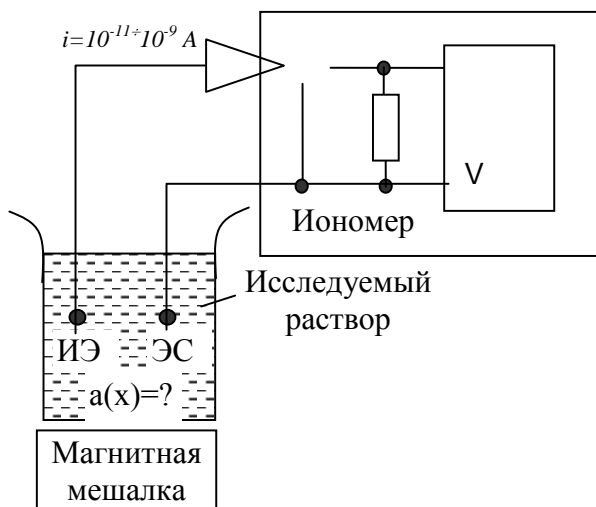 i=10⁻¹¹÷10⁻⁹ А
V
Иономер
Исследуемый
раствор
ИЭ ЭС
а(х)=?
Магнитная
мешалка